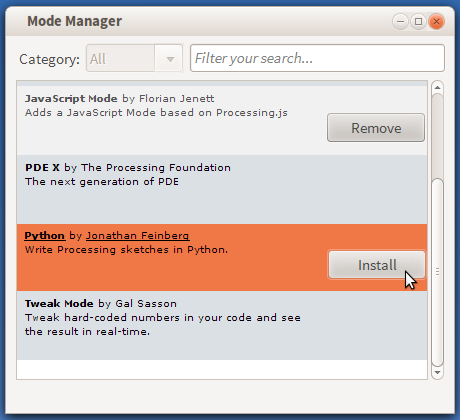 Mode Manager
Category: All Filter your search...
JavaScript Mode by Florian Jenett
Adds a JavaScript Mode based on Processing.js
Remove
PDE X by The Processing Foundation
The next generation of PDE
Python by Jonathan Feinberg
Write Processing sketches in Python.
Install
Tweak Mode by Gal Sasson
Tweak hard-coded numbers in your code and see
the result in real-time.